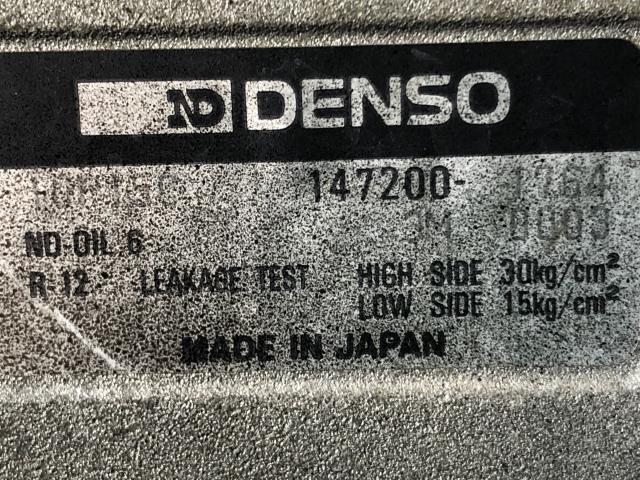 ND DENSO
147200- 1764
ND OIL 6
R 12 LEAKAGE TEST HIGH SIDE 30kg/cm²
LOW SIDE 15kg/cm²
MADE IN JAPAN